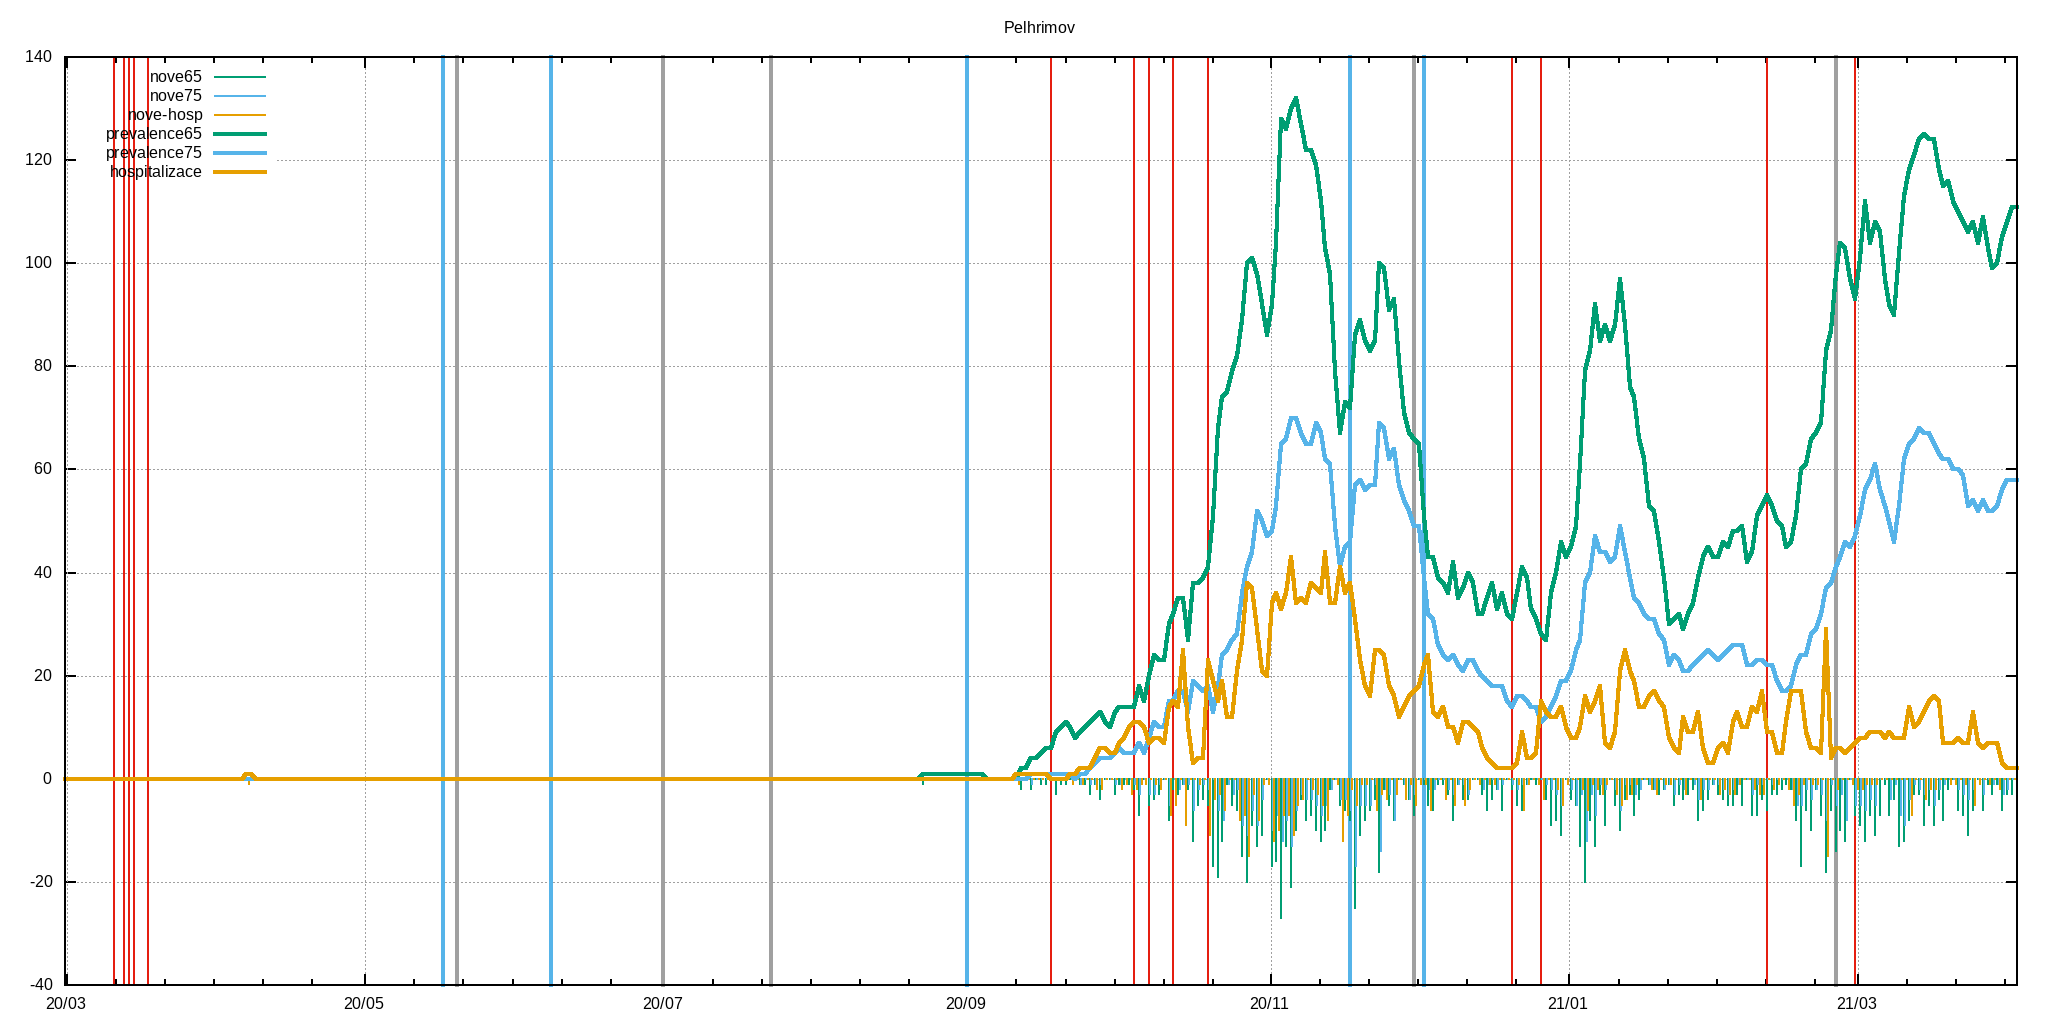 Pelhrimov
140
120
100
80
60
40
20
0
-20
-40
nove65
nove75
nove-hosp
prevalence65
prevalence75
hospitalizace
20/03 20/05 20/07 20/09 20/11 21/01 21/03